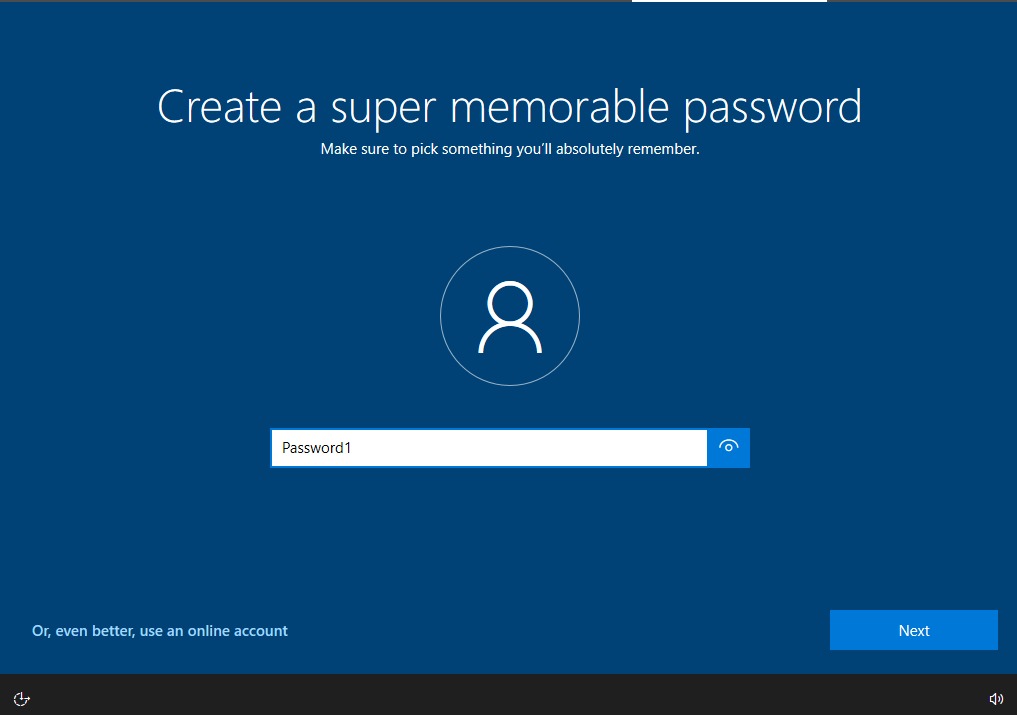 Create a super memorable password
Make sure to pick something you'll absolutely remember.
Password1
Or, even better, use an online account
Next